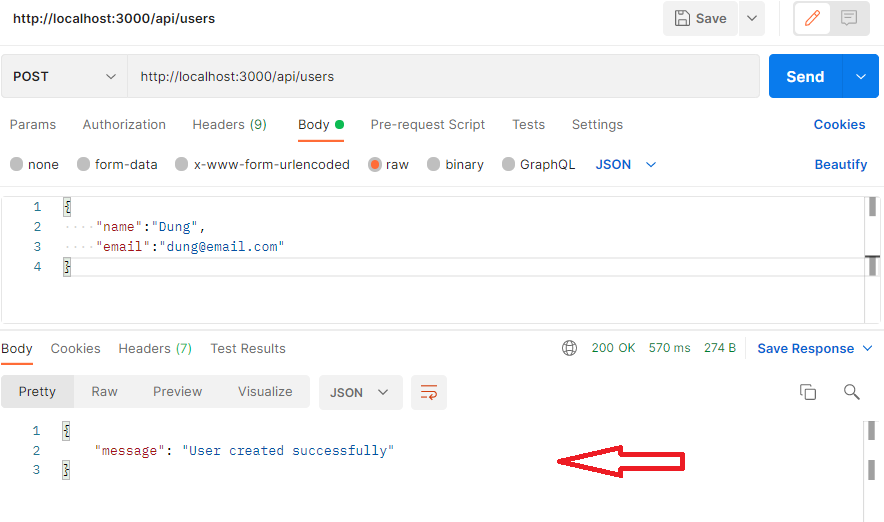 http://localhost:3000/api/users
Save
POST
http://localhost:3000/api/users
Send
Params Authorization Headers (9) Body Pre-request Script Tests Settings Cookies
none form-data x-www-form-urlencoded raw binary GraphQL JSON Beautify
1 {
2 ····"name":"Dung",
3 ····"email":"dung@email.com"
4 }
Body Cookies Headers (7) Test Results 200 OK 570 ms 274 B Save Response
Pretty Raw Preview Visualize JSON
1 {
2 "message": "User created successfully"
3 }